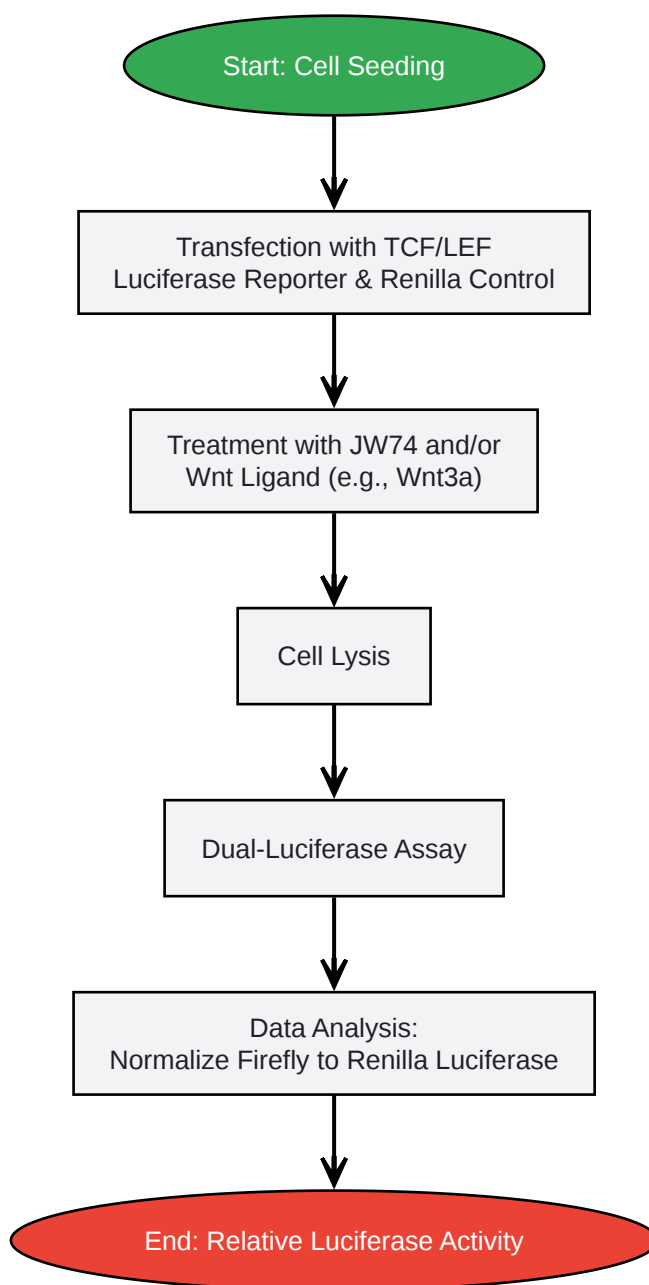 Start: Cell Seeding
Transfection with TCF/LEF
Luciferase Reporter & Renilla Control
Treatment with JW74 and/or
Wnt Ligand (e.g., Wnt3a)
Cell Lysis
Dual-Luciferase Assay
Data Analysis:
Normalize Firefly to Renilla Luciferase
End: Relative Luciferase Activity